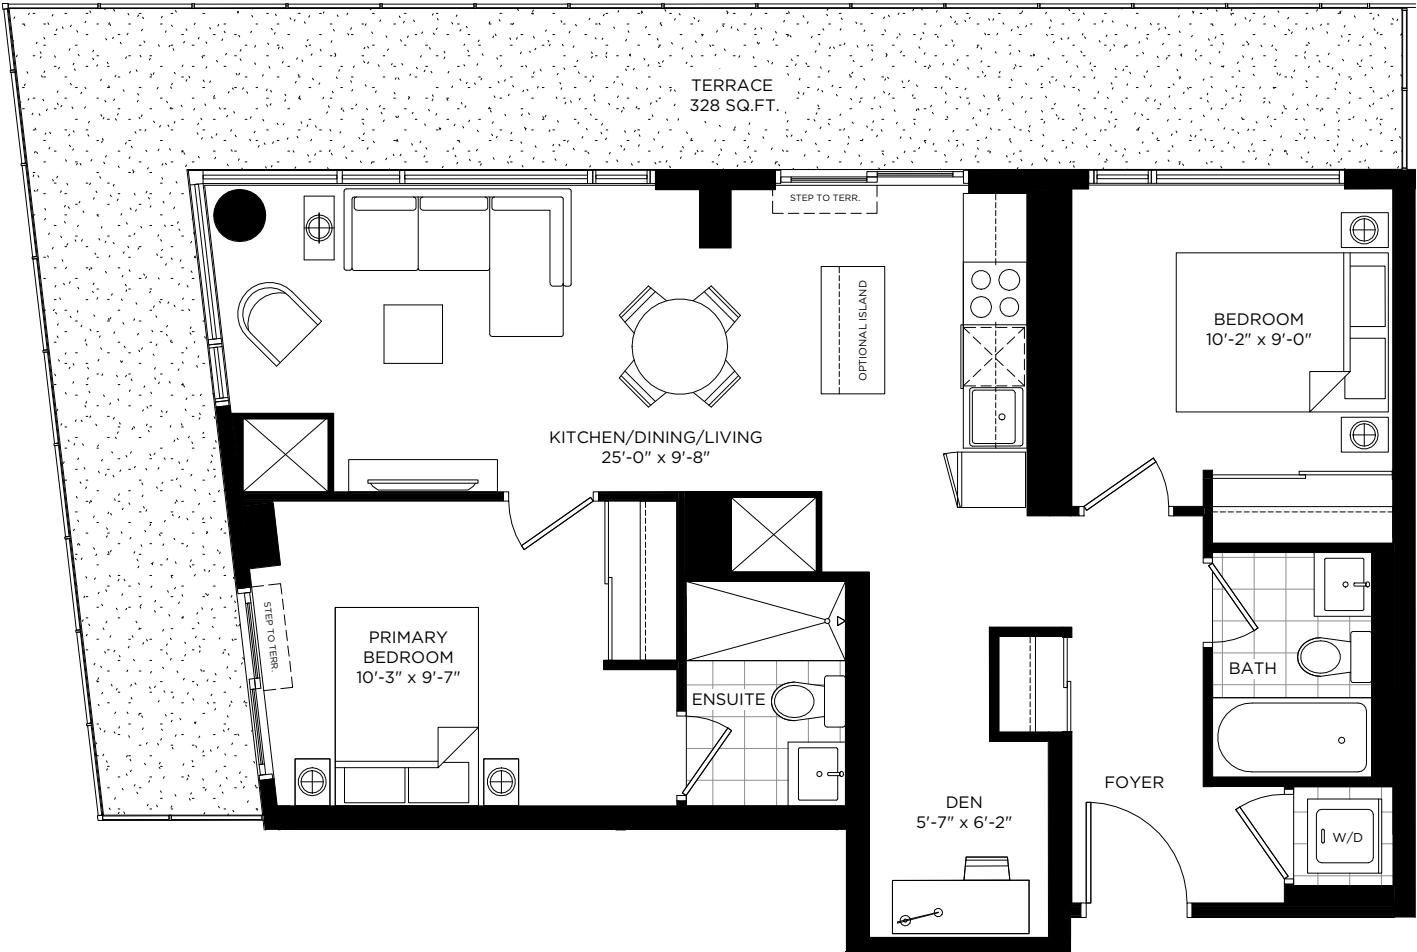 TERRACE
328 SQ.FT.
STEP TO TERR.
OPTIONAL ISLAND
BEDROOM
10'-2" x 9'-0"
KITCHEN/DINING/LIVING
25'-0" x 9'-8"
STEP TO TERR.
PRIMARY
BEDROOM
10'-3" x 9'-7"
ENSUITE
BATH
FOYER
DEN
5'-7" x 6'-2"
W/D